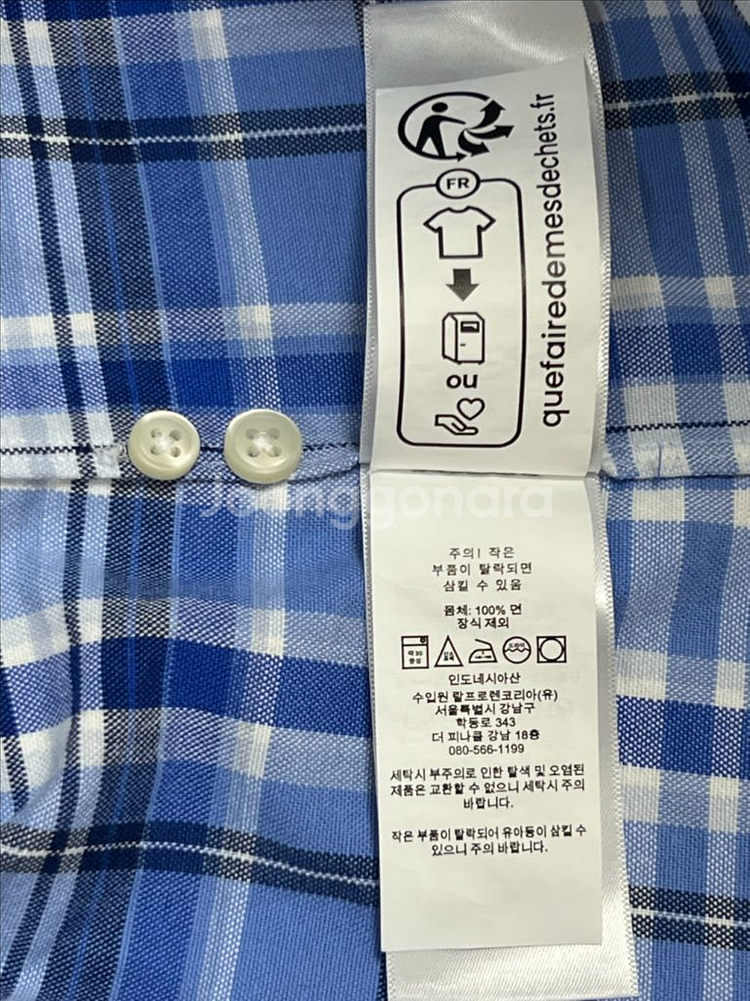 FR
ou
quefairedemesdechets.fr
Joonggonara
주의! 작은
부품이 탈락되면
삼킬 수 있음
몸체: 100% 면
장식 제외
약 30
중성
인도네시아산
수입원 랄프로렌코리아(유)
서울특별시 강남구
학동로 343
더 피나클 강남 18층
080-566-1199
세탁시 부주의로 인한 탈색 및 오염된
제품은 교환할 수 없으니 세탁시 주의
바랍니다.
작은 부품이 탈락되어 유아동이 삼킬 수
있으니 주의 바랍니다.